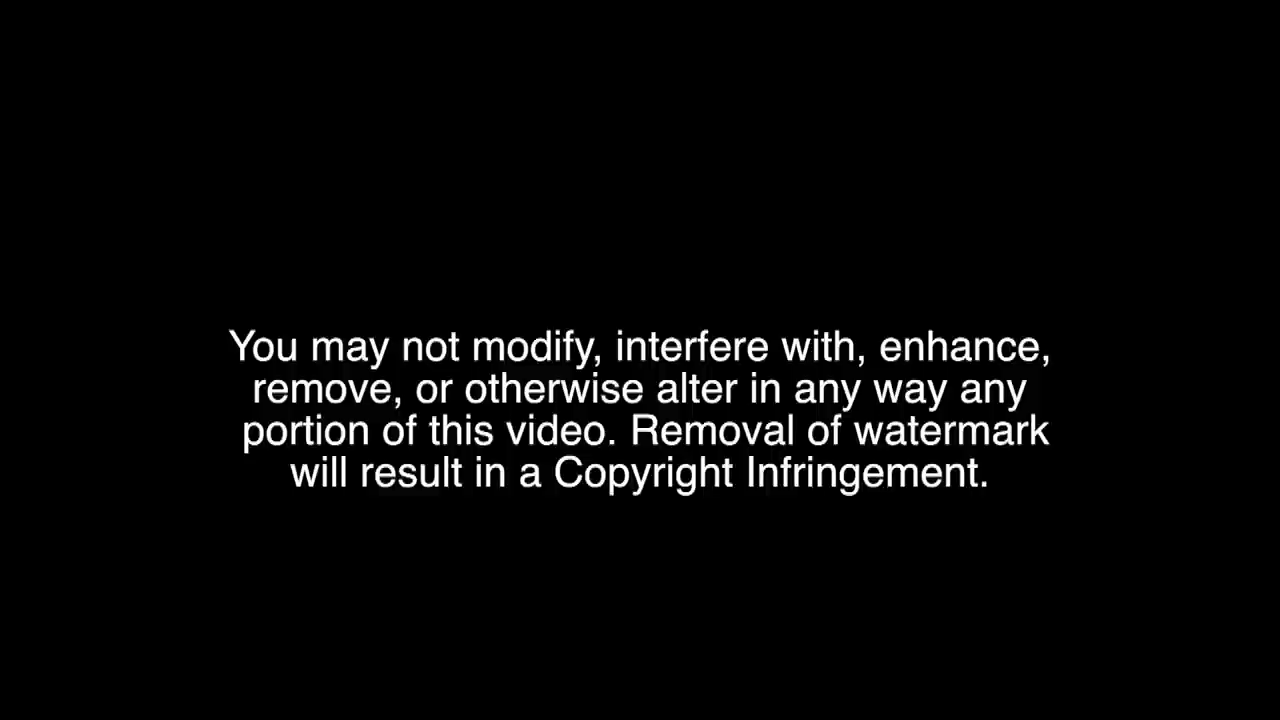 You may not modify, interfere with, enhance,
remove, or otherwise alter in any way any
portion of this video. Removal of watermark
will result in a Copyright Infringement.